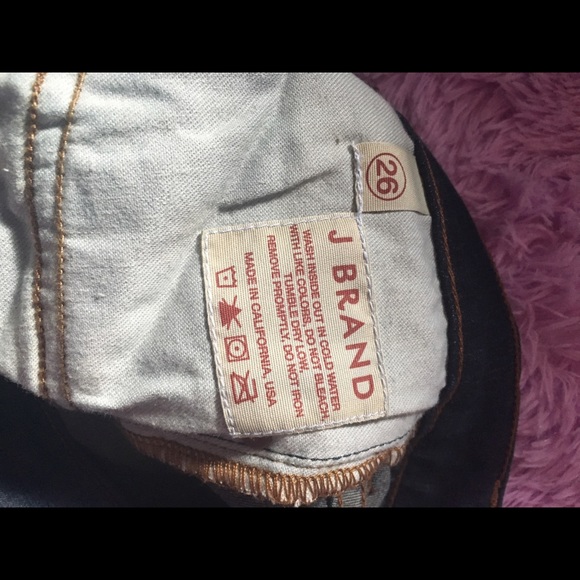 26
J BRAND
WASH INSIDE OUT IN COLD WATER
WITH LIKE COLORS, DO NOT BLEACH,
TUMBLE DRY LOW,
REMOVE PROMPTLY, DO NOT IRON
MADE IN CALIFORNIA, USA